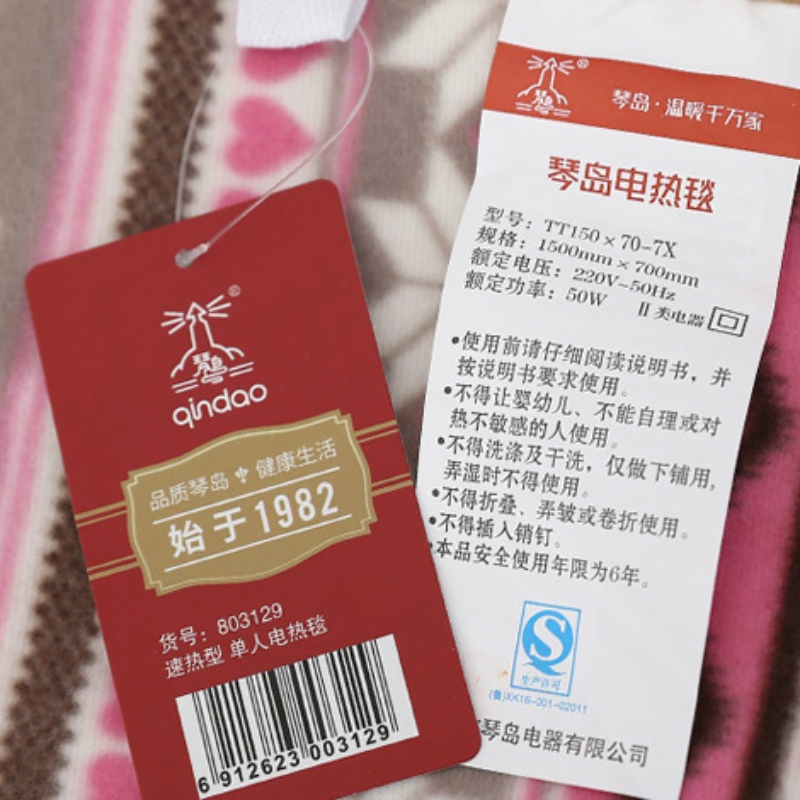 琴岛
qindao
品质琴岛 健康生活
始于1982
货号：803129
速热型 单人电热毯
6 912623 003129
琴岛
琴岛·温暖千万家
琴岛电热毯
型号：TT150×70-7X
规格：1500mm×700mm
额定电压：220V-50Hz
额定功率：50W
II 类电器
•使用前请仔细阅读说明书，并
按说明书要求使用。
•不得让婴幼儿、不能自理或对
热不敏感的人使用。
•不得洗涤及干洗，仅做下铺用，
弄湿时不得使用。
•不得折叠、弄皱或卷折使用。
•不得插入销钉。
•本品安全使用年限为6年。
生产许可
(鲁)XK16-001-02011
琴岛电器有限公司